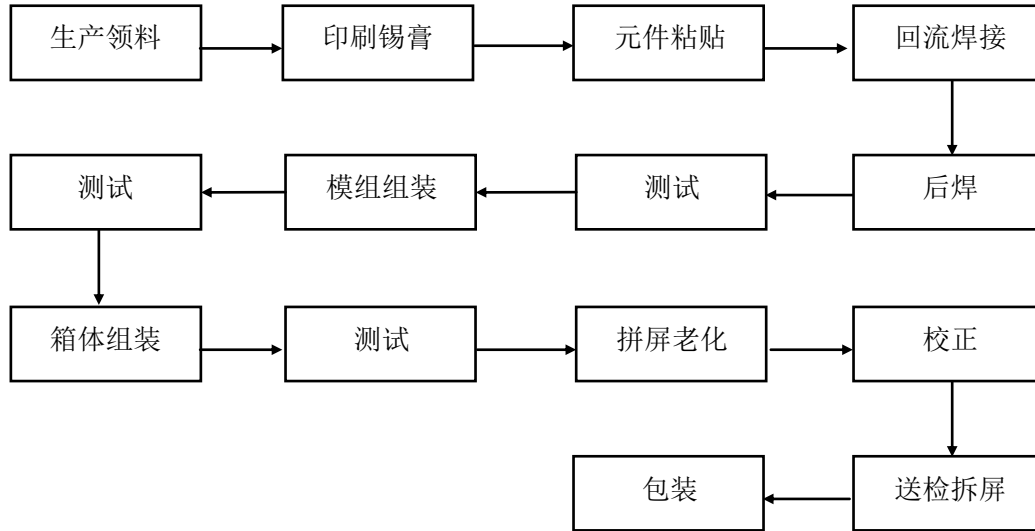 生产领料
印刷锡膏
元件粘贴
回流焊接
后焊
测试
模组组装
测试
箱体组装
测试
拼屏老化
校正
送检拆屏
包装